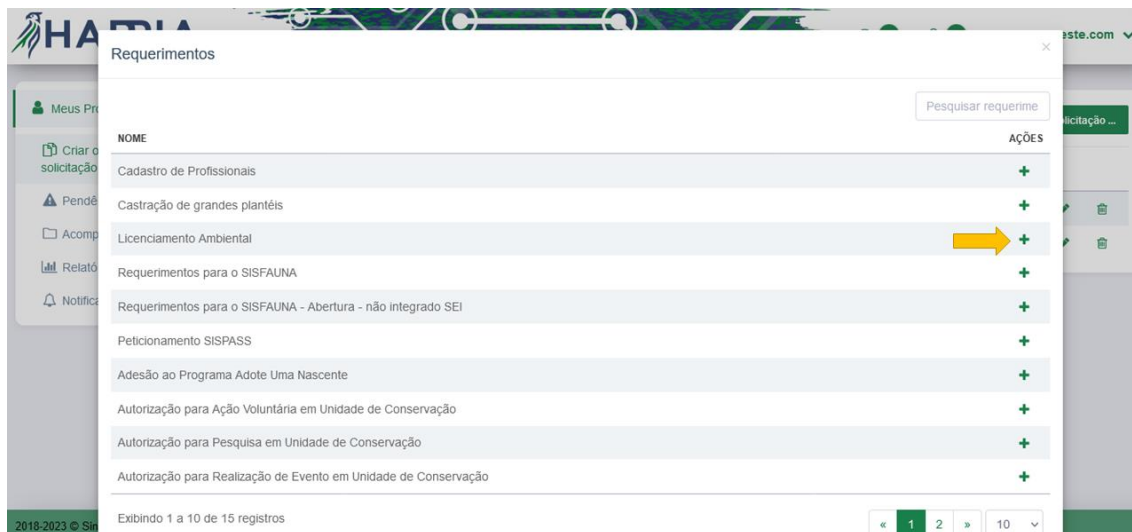 Requerimentos
×
este.com
Meus Pro
Pesquisar requerime
licitação ...
NOME AÇÕES
Criar o
solicitação
Cadastro de Profissionais +
Pendê
Castração de grandes plantéis +
Acomp
Licenciamento Ambiental +
Relató
Requerimentos para o SISFAUNA +
Notifica
Requerimentos para o SISFAUNA - Abertura - não integrado SEI +
Peticionamento SISPASS +
Adesão ao Programa Adote Uma Nascente +
Autorização para Ação Voluntária em Unidade de Conservação +
Autorização para Pesquisa em Unidade de Conservação +
Autorização para Realização de Evento em Unidade de Conservação +
Exibindo 1 a 10 de 15 registros
« 1 2 » 10
2018-2023 © Sin